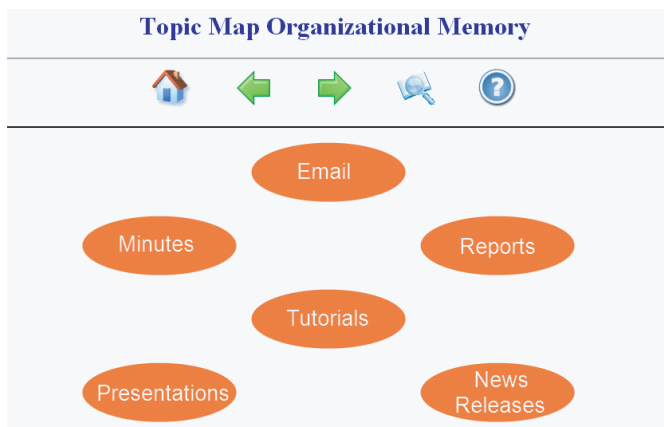 Topic Map Organizational Memory
?
Email
Minutes
Reports
Tutorials
Presentations
News
Releases